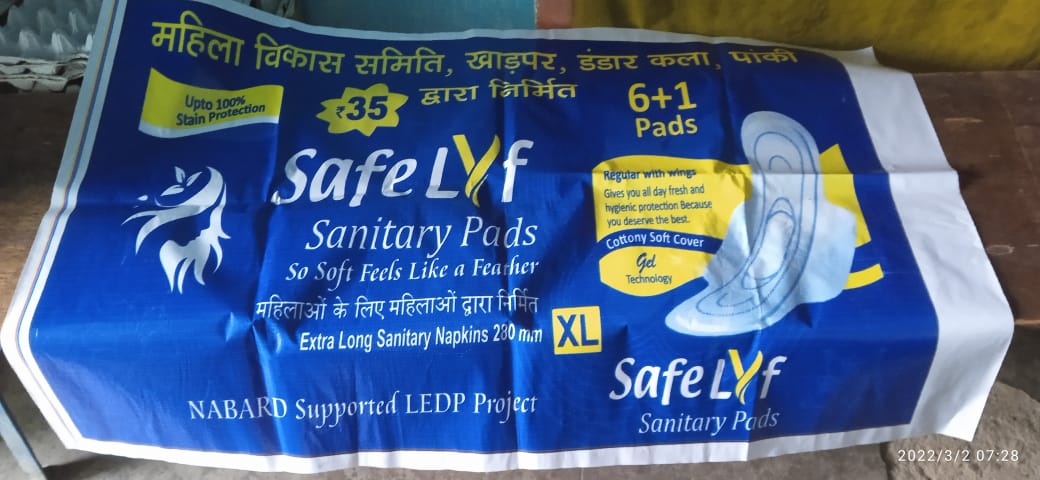 महिला विकास समिति, खाड़पर, डंडार कला, पांकी
द्वारा निर्मित
Upto 100%
Stain Protection
₹35
6+1
Pads
Safe Lyf
Sanitary Pads
So Soft Feels Like a Feather
महिलाओं के लिए महिलाओं द्वारा निर्मित
Extra Long Sanitary Napkins 280 mm
XL
NABARD Supported LEDP Project
Regular with wings
Gives you all day fresh and
hygienic protection Because
you deserve the best.
Cottony Soft Cover
Gel
Technology
Safe Lyf
Sanitary Pads
2022/3/2 07:28